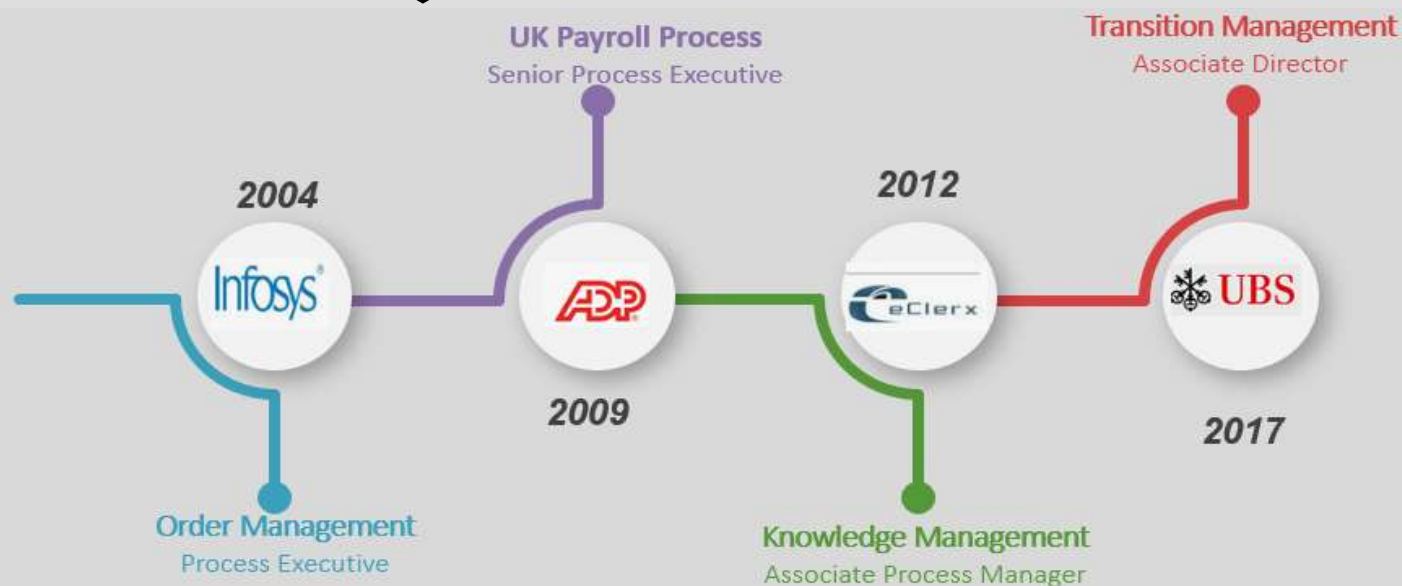 UK Payroll Process
Senior Process Executive
Transition Management
Associate Director
2004
2012
Infosys®
ADP
eClerx
UBS
2009
2017
Order Management
Process Executive
Knowledge Management
Associate Process Manager